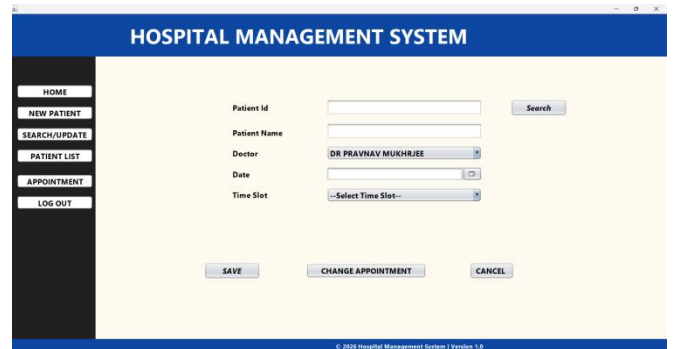 HOSPITAL MANAGEMENT SYSTEM
HOME
NEW PATIENT
SEARCH/UPDATE
PATIENT LIST
APPOINTMENT
LOG OUT
Patient Id Search
Patient Name
Doctor DR PRAVNAV MUKHRJEE
Date
Time Slot --Select Time Slot--
SAVE CHANGE APPOINTMENT CANCEL
© 2026 Hospital Management System | Version 1.0